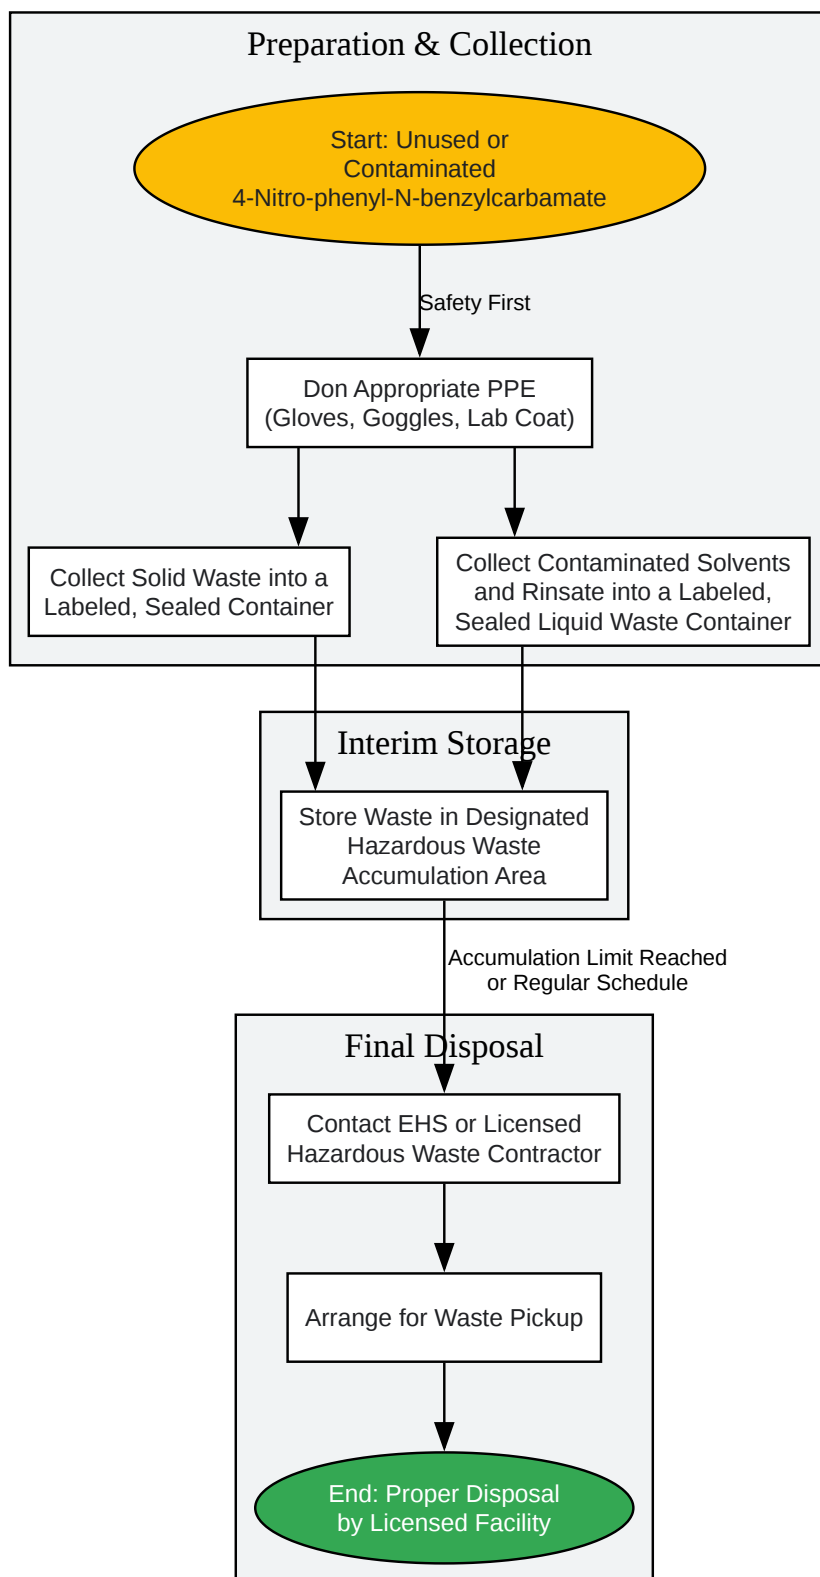 Preparation & Collection
Start: Unused or
Contaminated
4-Nitro-phenyl-N-benzylcarbamate
Safety First
Don Appropriate PPE
(Gloves, Goggles, Lab Coat)
Collect Solid Waste into a
Labeled, Sealed Container
Collect Contaminated Solvents
and Rinsate into a Labeled,
Sealed Liquid Waste Container
Interim Storage
Store Waste in Designated
Hazardous Waste
Accumulation Area
Accumulation Limit Reached
or Regular Schedule
Final Disposal
Contact EHS or Licensed
Hazardous Waste Contractor
Arrange for Waste Pickup
End: Proper Disposal
by Licensed Facility